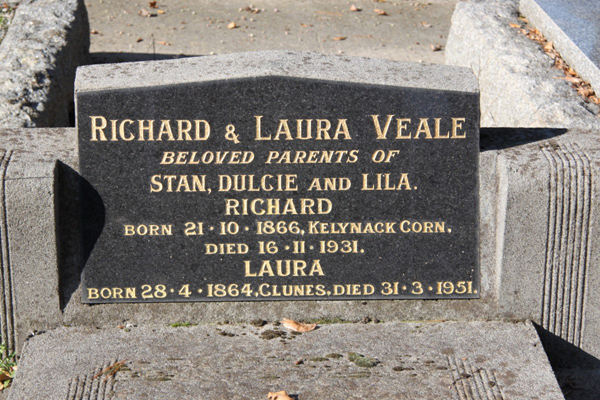 RICHARD & LAURA VEALE
BELOVED PARENTS OF
STAN, DULCIE AND LILA.
RICHARD
BORN 21·10·1866, KELYNACK CORN.
DIED 16·11·1931.
LAURA
BORN 28·4·1864, CLUNES. DIED 31·3·1951.